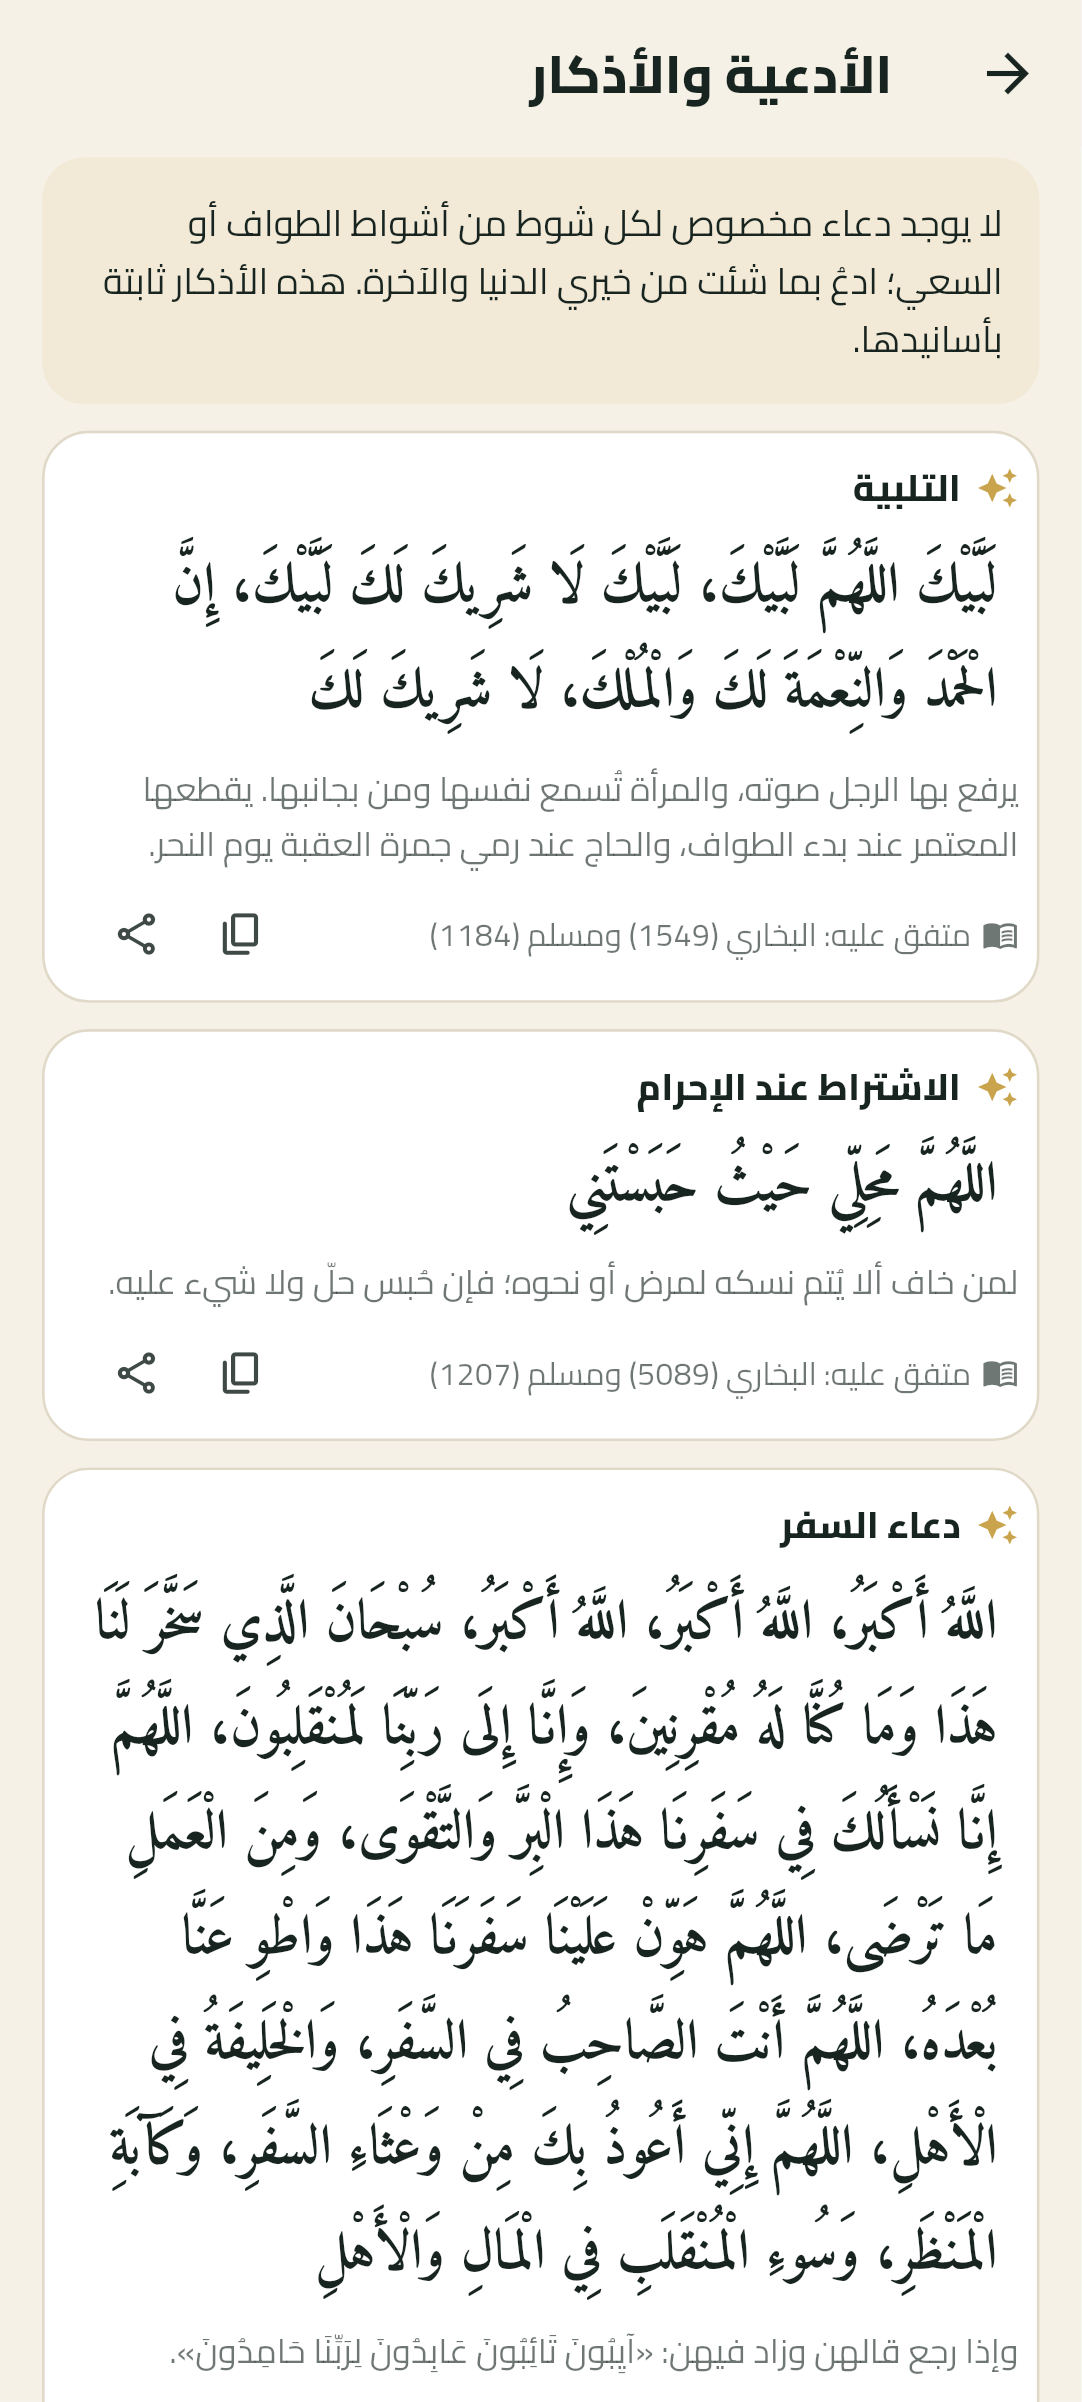 الأدعية والأذكار
لا يوجد دعاء مخصوص لكل شوط من أشواط الطواف أو
السعي؛ ادعُ بما شئت من خيري الدنيا والآخرة. هذه الأذكار ثابتة
بأسانيدها.
التلبية
لَبَّيْكَ اللَّهُمَّ لَبَّيْكَ، لَبَّيْكَ لَا شَرِيكَ لَكَ لَبَّيْكَ، إِنَّ
الْحَمْدَ وَالنِّعْمَةَ لَكَ وَالْمُلْكَ، لَا شَرِيكَ لَكَ
يرفع بها الرجل صوته، والمرأة تُسمع نفسها ومن بجانبها. يقطعها
المعتمر عند بدء الطواف، والحاج عند رمي جمرة العقبة يوم النحر.
متفق عليه: البخاري (1549) ومسلم (1184)
الاشتراط عند الإحرام
اللَّهُمَّ مَحِلِّي حَيْثُ حَبَسْتَنِي
لمن خاف ألا يُتم نسكه لمرض أو نحوه؛ فإن حُبس حلّ ولا شيء عليه.
متفق عليه: البخاري (5089) ومسلم (1207)
دعاء السفر
اللَّهُ أَكْبَرُ، اللَّهُ أَكْبَرُ، اللَّهُ أَكْبَرُ، سُبْحَانَ الَّذِي سَخَّرَ لَنَا
هَذَا وَمَا كُنَّا لَهُ مُقْرِنِينَ، وَإِنَّا إِلَى رَبِّنَا لَمُنْقَلِبُونَ، اللَّهُمَّ
إِنَّا نَسْأَلُكَ فِي سَفَرِنَا هَذَا الْبِرَّ وَالتَّقْوَى، وَمِنَ الْعَمَلِ
مَا تَرْضَى، اللَّهُمَّ هَوِّنْ عَلَيْنَا سَفَرَنَا هَذَا وَاطْوِ عَنَّا
بُعْدَهُ، اللَّهُمَّ أَنْتَ الصَّاحِبُ فِي السَّفَرِ، وَالْخَلِيفَةُ فِي
الْأَهْلِ، اللَّهُمَّ إِنِّي أَعُوذُ بِكَ مِنْ وَعْثَاءِ السَّفَرِ، وَكَآبَةِ
الْمَنْظَرِ، وَسُوءِ الْمُنْقَلَبِ فِي الْمَالِ وَالْأَهْلِ
وإذا رجع قالهن وزاد فيهن: «آيِبُونَ تَائِبُونَ عَابِدُونَ لِرَبِّنَا حَامِدُونَ».